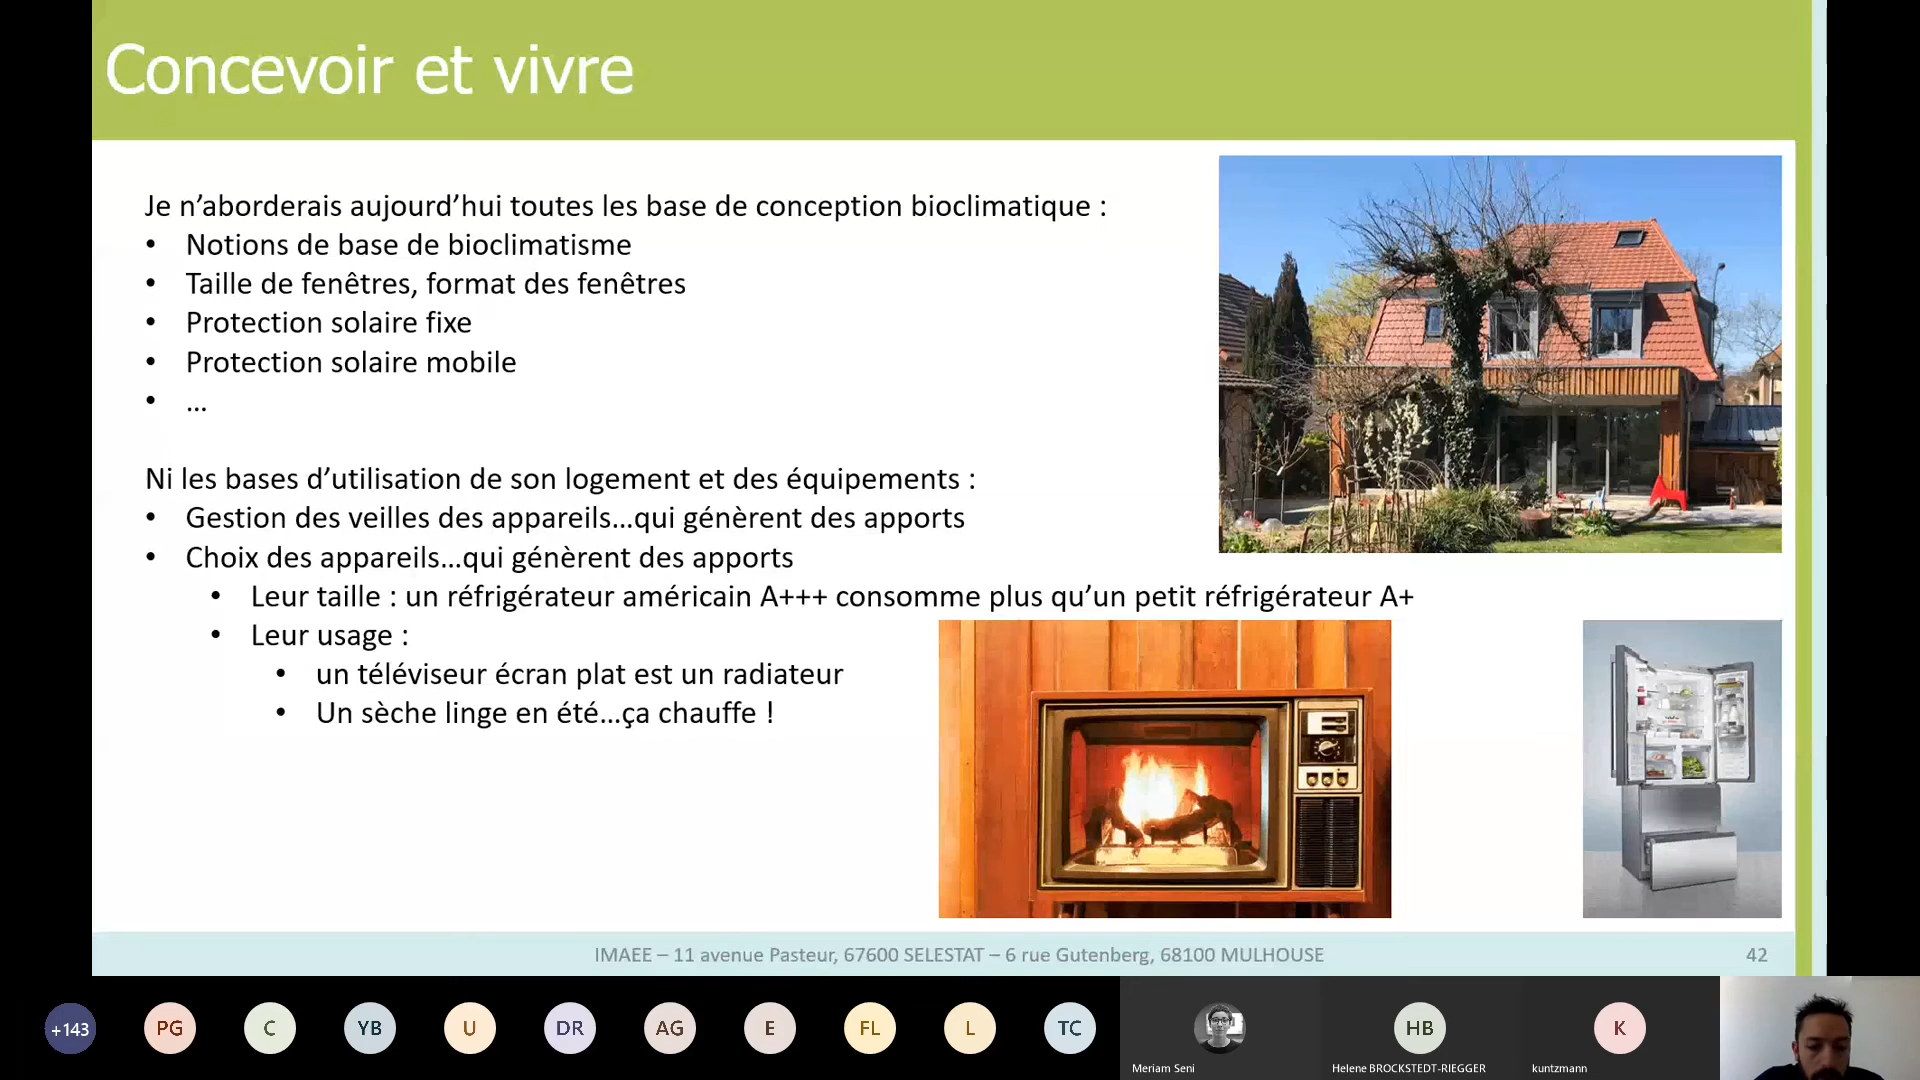 Concevoir et vivre
Je n’aborderais aujourd’hui toutes les base de conception bioclimatique :
• Notions de base de bioclimatisme
• Taille de fenêtres, format des fenêtres
• Protection solaire fixe
• Protection solaire mobile
• ...
Ni les bases d’utilisation de son logement et des équipements :
• Gestion des veilles des appareils...qui génèrent des apports
• Choix des appareils...qui génèrent des apports
• Leur taille : un réfrigérateur américain A+++ consomme plus qu’un petit réfrigérateur A+
• Leur usage :
• un téléviseur écran plat est un radiateur
• Un sèche linge en été...ça chauffe !
IMAEE – 11 avenue Pasteur, 67600 SELESTAT – 6 rue Gutenberg, 68100 MULHOUSE
42
+143 PG C YB U DR AG E FL L TC HB K
Meriam Seni Helene BROCKSTEDT-RIEGGER kuntzmann